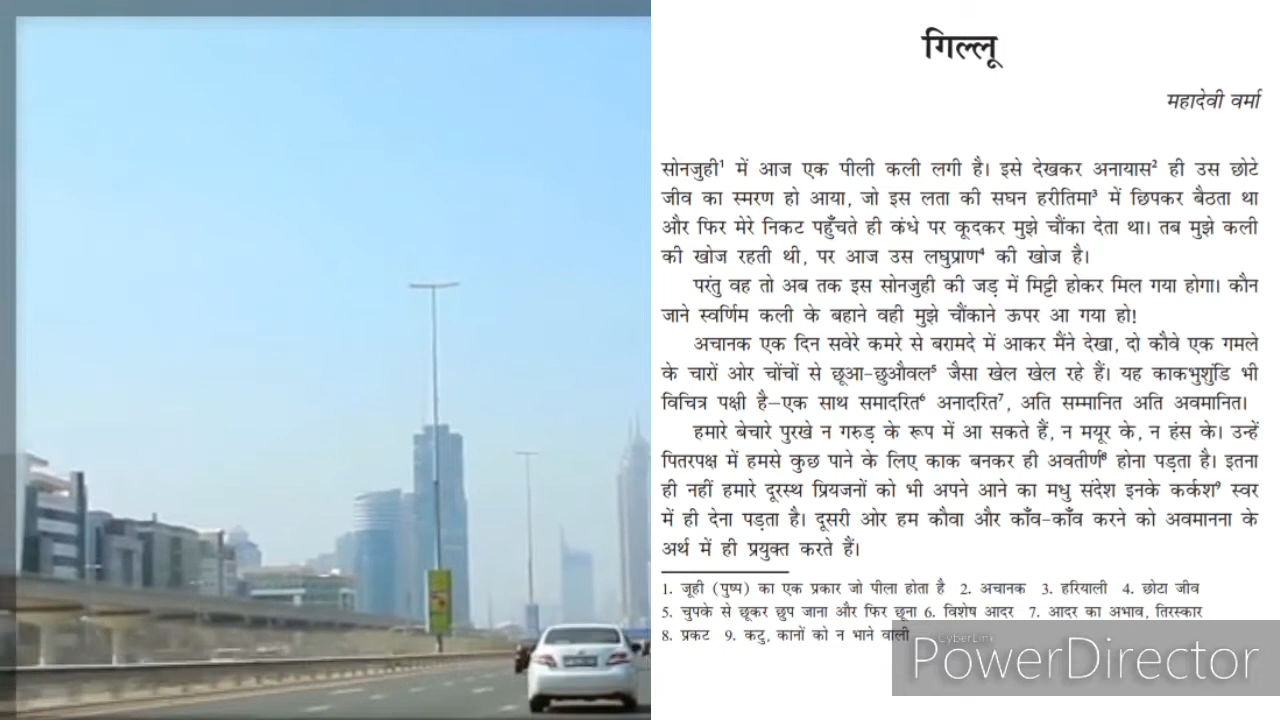 गिल्लू
महादेवी वर्मा
सोनजुही¹ में आज एक पीली कली लगी है। इसे देखकर अनायास² ही उस छोटे
जीव का स्मरण हो आया, जो इस लता की सघन हरीतिमा³ में छिपकर बैठता था
और फिर मेरे निकट पहुँचते ही कंधे पर कूदकर मुझे चौंका देता था। तब मुझे कली
की खोज रहती थी, पर आज उस लघुप्राण⁴ की खोज है।
परंतु वह तो अब तक इस सोनजुही की जड़ में मिट्टी होकर मिल गया होगा। कौन
जाने स्वर्णिम कली के बहाने वही मुझे चौंकाने ऊपर आ गया हो!
अचानक एक दिन सवेरे कमरे से बरामदे में आकर मैंने देखा, दो कौवे एक गमले
के चारों ओर चोंचों से छूआ-छुऔवल⁵ जैसा खेल खेल रहे हैं। यह काकभुशुंडि भी
विचित्र पक्षी है—एक साथ समादरित⁶ अनादरित⁷, अति सम्मानित अति अवमानित।
हमारे बेचारे पुरखे न गरुड़ के रूप में आ सकते हैं, न मयूर के, न हंस के। उन्हें
पितरपक्ष में हमसे कुछ पाने के लिए काक बनकर ही अवतीर्ण⁸ होना पड़ता है। इतना
ही नहीं हमारे दूरस्थ प्रियजनों को भी अपने आने का मधु संदेश इनके कर्कश⁹ स्वर
में ही देना पड़ता है। दूसरी ओर हम कौवा और काँव-काँव करने को अवमानना के
अर्थ में ही प्रयुक्त करते हैं।
1. जूही (पुष्प) का एक प्रकार जो पीला होता है 2. अचानक 3. हरियाली 4. छोटा जीव
5. चुपके से छूकर छुप जाना और फिर छूना 6. विशेष आदर 7. आदर का अभाव, तिरस्कार
8. प्रकट 9. कटु, कानों को न भाने वाली
CyberLink
PowerDirector